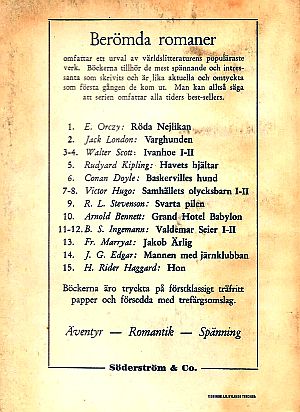 Berömda romaner
omfattar ett urval av världslitteraturens populäraste
verk. Böckerna tillhör de mest spännande och intres-
santa som skrivits och är lika aktuella och omtyckta
som första gången de kom ut. Man kan alltså säga
att serien omfattar alla tiders best-sellers.
1. E. Orczy: Röda Nejlikan
2. Jack London: Varghunden
3-4. Walter Scott: Ivanhoe I-II
5. Rudyard Kipling: Havets hjältar
6. Conan Doyle: Baskervilles hund
7-8. Victor Hugo: Samhällets olycksbarn I-II
9. R. L. Stevenson: Svarta pilen
10. Arnold Bennett: Grand Hotel Babylon
11-12. B. S. Ingemann: Valdemar Seier I-II
13. Fr. Marryat: Jakob Ärlig
14. J. G. Edgar: Mannen med järnklubban
15. H. Rider Haggard: Hon
Böckerna äro tryckta på förstklassigt träfritt
papper och försedda med trefärgsomslag.
Äventyr — Romantik — Spänning
Söderström & Co.